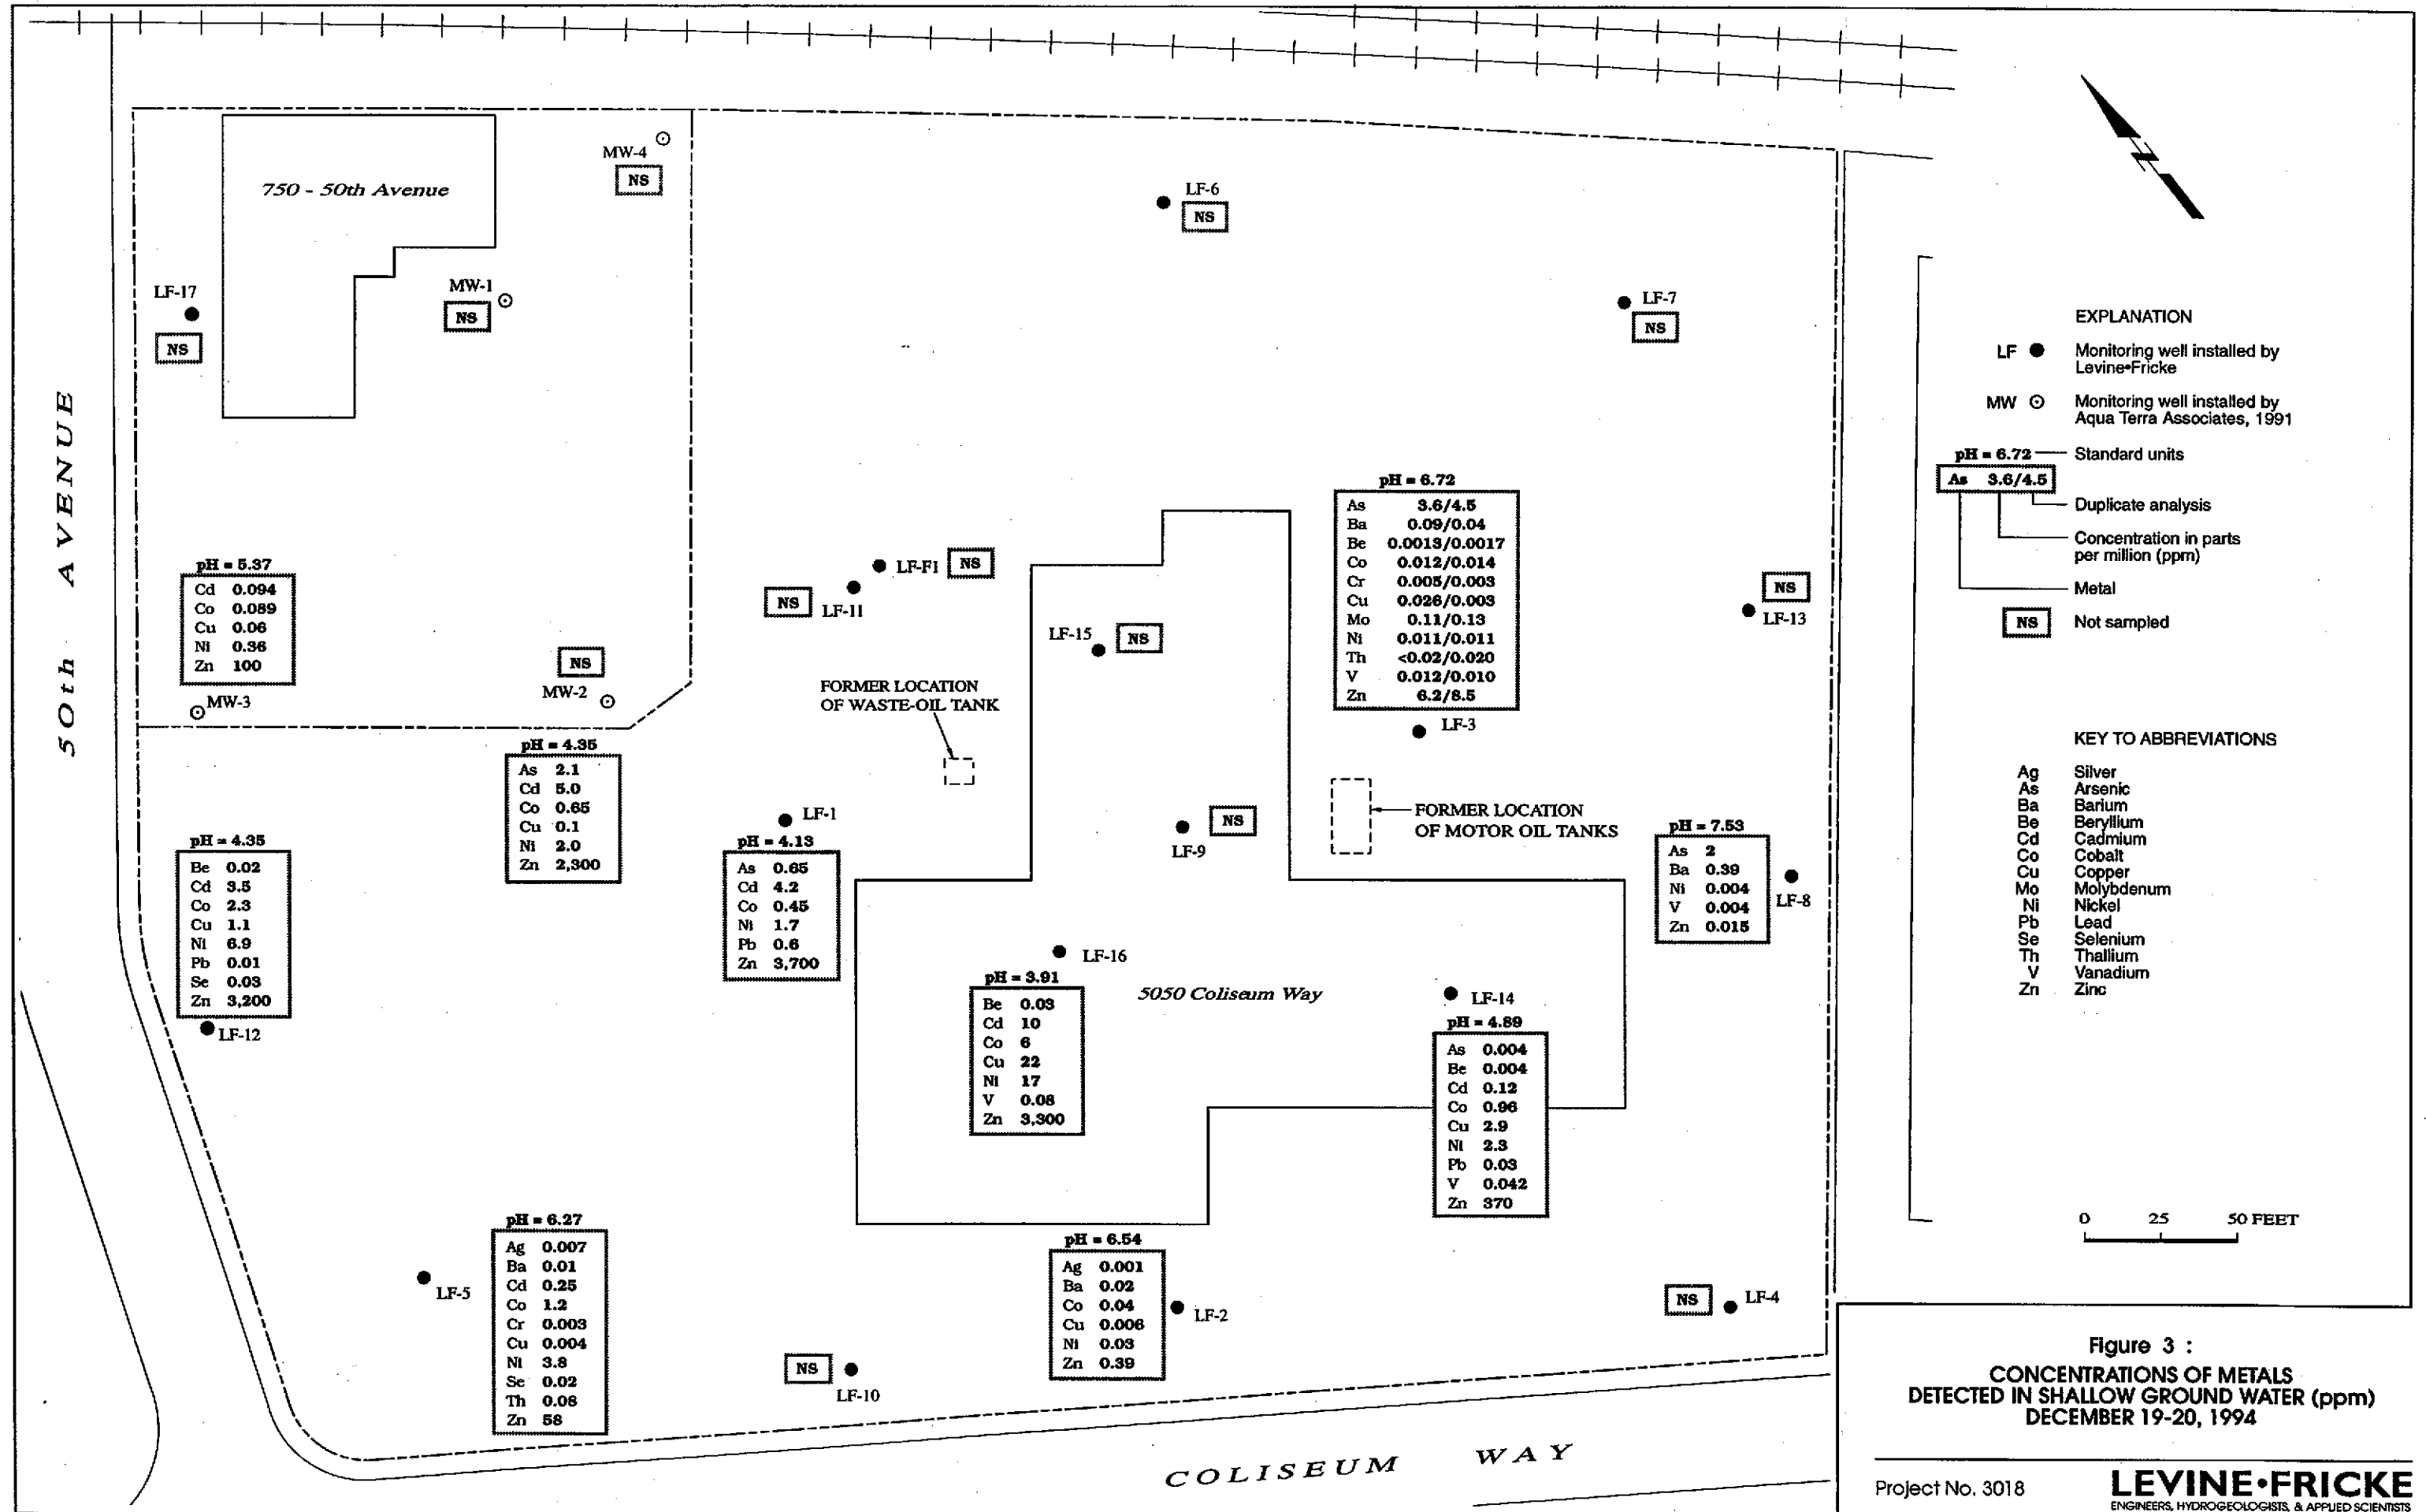 MW-4
NS
750 - 50th Avenue
LF-6
NS
LF-17
NS
MW-1
NS
LF-7
NS
50th AVENUE
pH = 5.37
Cd 0.094
Co 0.089
Cu 0.06
Ni 0.36
Zn 100
MW-3
NS
MW-2
LF-F1
NS
NS
LF-11
LF-15
NS
pH = 6.72
As 3.6/4.5
Ba 0.09/0.04
Be 0.0013/0.0017
Co 0.012/0.014
Cr 0.005/0.003
Cu 0.026/0.003
Mo 0.11/0.13
Ni 0.011/0.011
Th <0.02/0.020
V 0.012/0.010
Zn 6.2/8.5
LF-3
NS
LF-13
FORMER LOCATION
OF WASTE-OIL TANK
pH = 4.35
As 2.1
Cd 5.0
Co 0.65
Cu 0.1
Ni 2.0
Zn 2,300
LF-1
pH = 4.13
As 0.65
Cd 4.2
Co 0.45
Ni 1.7
Pb 0.6
Zn 3,700
NS
LF-9
FORMER LOCATION
OF MOTOR OIL TANKS
pH = 7.53
As 2
Ba 0.39
Ni 0.004
V 0.004
Zn 0.015
LF-8
pH = 4.35
Be 0.02
Cd 3.5
Co 2.3
Cu 1.1
Ni 6.9
Pb 0.01
Se 0.03
Zn 3,200
LF-12
LF-16
pH = 3.91
Be 0.03
Cd 10
Co 6
Cu 22
Ni 17
V 0.08
Zn 3,300
5050 Coliseum Way
LF-14
pH = 4.89
As 0.004
Be 0.004
Cd 0.12
Co 0.96
Cu 2.9
Ni 2.3
Pb 0.03
V 0.042
Zn 370
pH = 6.27
Ag 0.007
Ba 0.01
Cd 0.25
Co 1.2
Cr 0.003
Cu 0.004
Ni 3.8
Se 0.02
Th 0.08
Zn 58
LF-5
NS
LF-10
pH = 6.54
Ag 0.001
Ba 0.02
Co 0.04
Cu 0.006
Ni 0.03
Zn 0.39
LF-2
NS
LF-4
COLISEUM WAY
EXPLANATION
LF Monitoring well installed by
Levine•Fricke
MW Monitoring well installed by
Aqua Terra Associates, 1991
pH = 6.72 Standard units
As 3.6/4.5
Duplicate analysis
Concentration in parts
per million (ppm)
Metal
NS Not sampled
KEY TO ABBREVIATIONS
Ag Silver
As Arsenic
Ba Barium
Be Beryllium
Cd Cadmium
Co Cobalt
Cu Copper
Mo Molybdenum
Ni Nickel
Pb Lead
Se Selenium
Th Thallium
V Vanadium
Zn Zinc
0 25 50 FEET
Figure 3 :
CONCENTRATIONS OF METALS
DETECTED IN SHALLOW GROUND WATER (ppm)
DECEMBER 19-20, 1994
Project No. 3018
LEVINE•FRICKE
ENGINEERS, HYDROGEOLOGISTS, & APPLIED SCIENTISTS